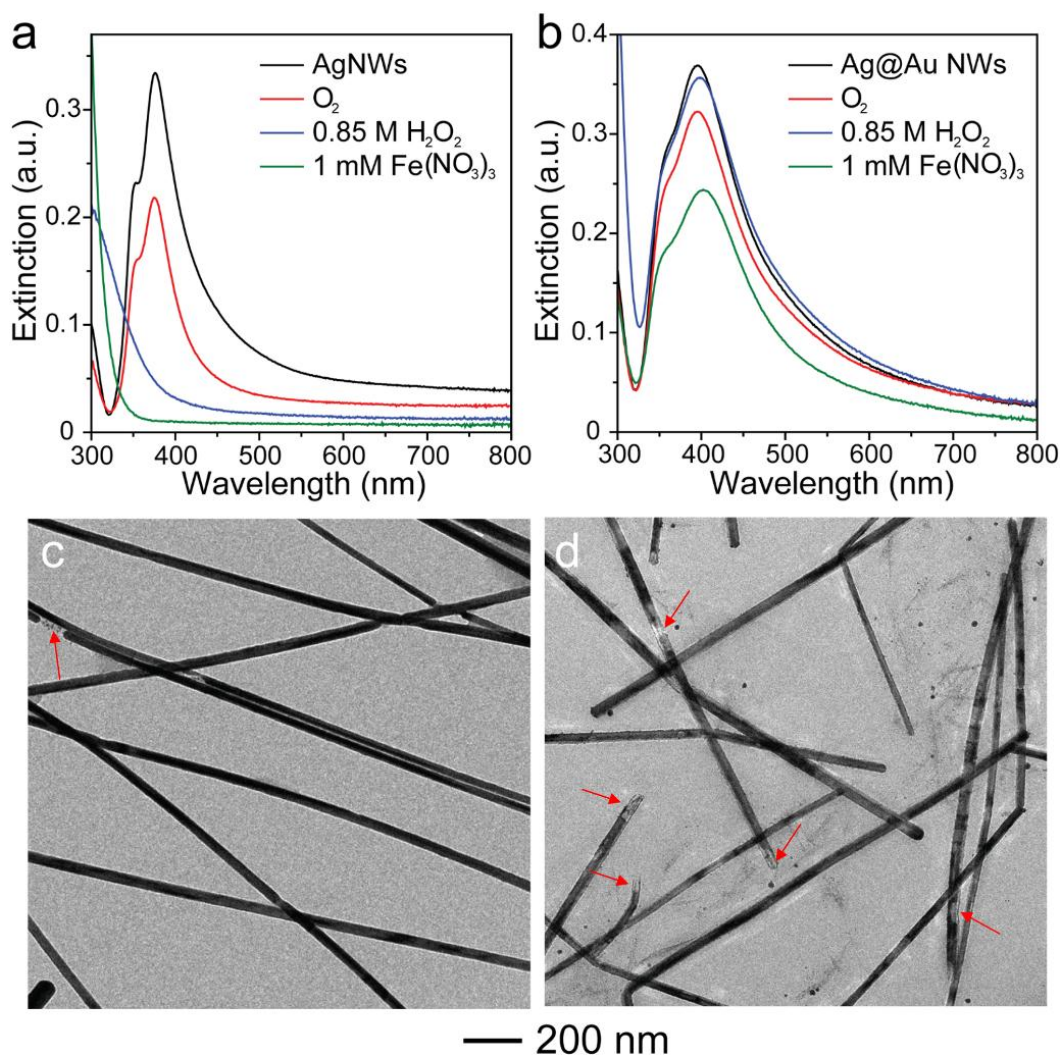 a
AgNWs
O₂
0.85 M H₂O₂
1 mM Fe(NO₃)₃
Extinction (a.u.)
0.3
0.2
0.1
0
300 400 500 600 700 800
Wavelength (nm)
b
Ag@Au NWs
O₂
0.85 M H₂O₂
1 mM Fe(NO₃)₃
Extinction (a.u.)
0.4
0.3
0.2
0.1
0
300 400 500 600 700 800
Wavelength (nm)
c
d
200 nm